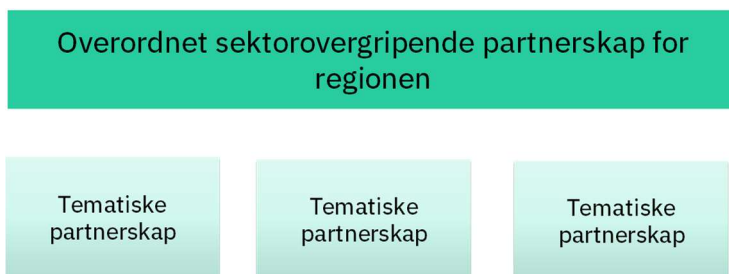 Overordnet sektorovergripende partnerskap for
regionen
Tematiske
partnerskap
Tematiske
partnerskap
Tematiske
partnerskap